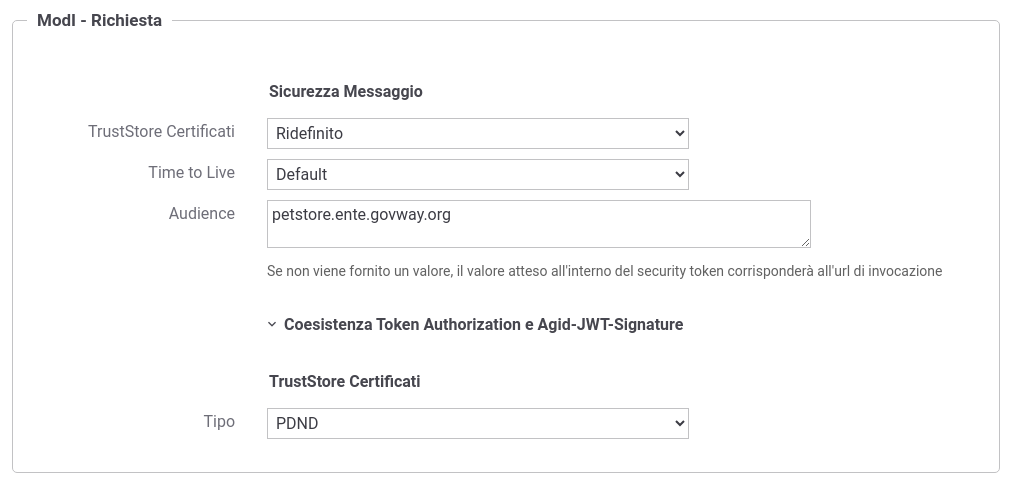 ModI - Richiesta
Sicurezza Messaggio
TrustStore Certificati
Ridefinito
Time to Live
Default
Audience
petstore.ente.govway.org
Se non viene fornito un valore, il valore atteso all'interno del security token corrisponderà all'url di invocazione
Coesistenza Token Authorization e Agid-JWT-Signature
TrustStore Certificati
Tipo
PDND